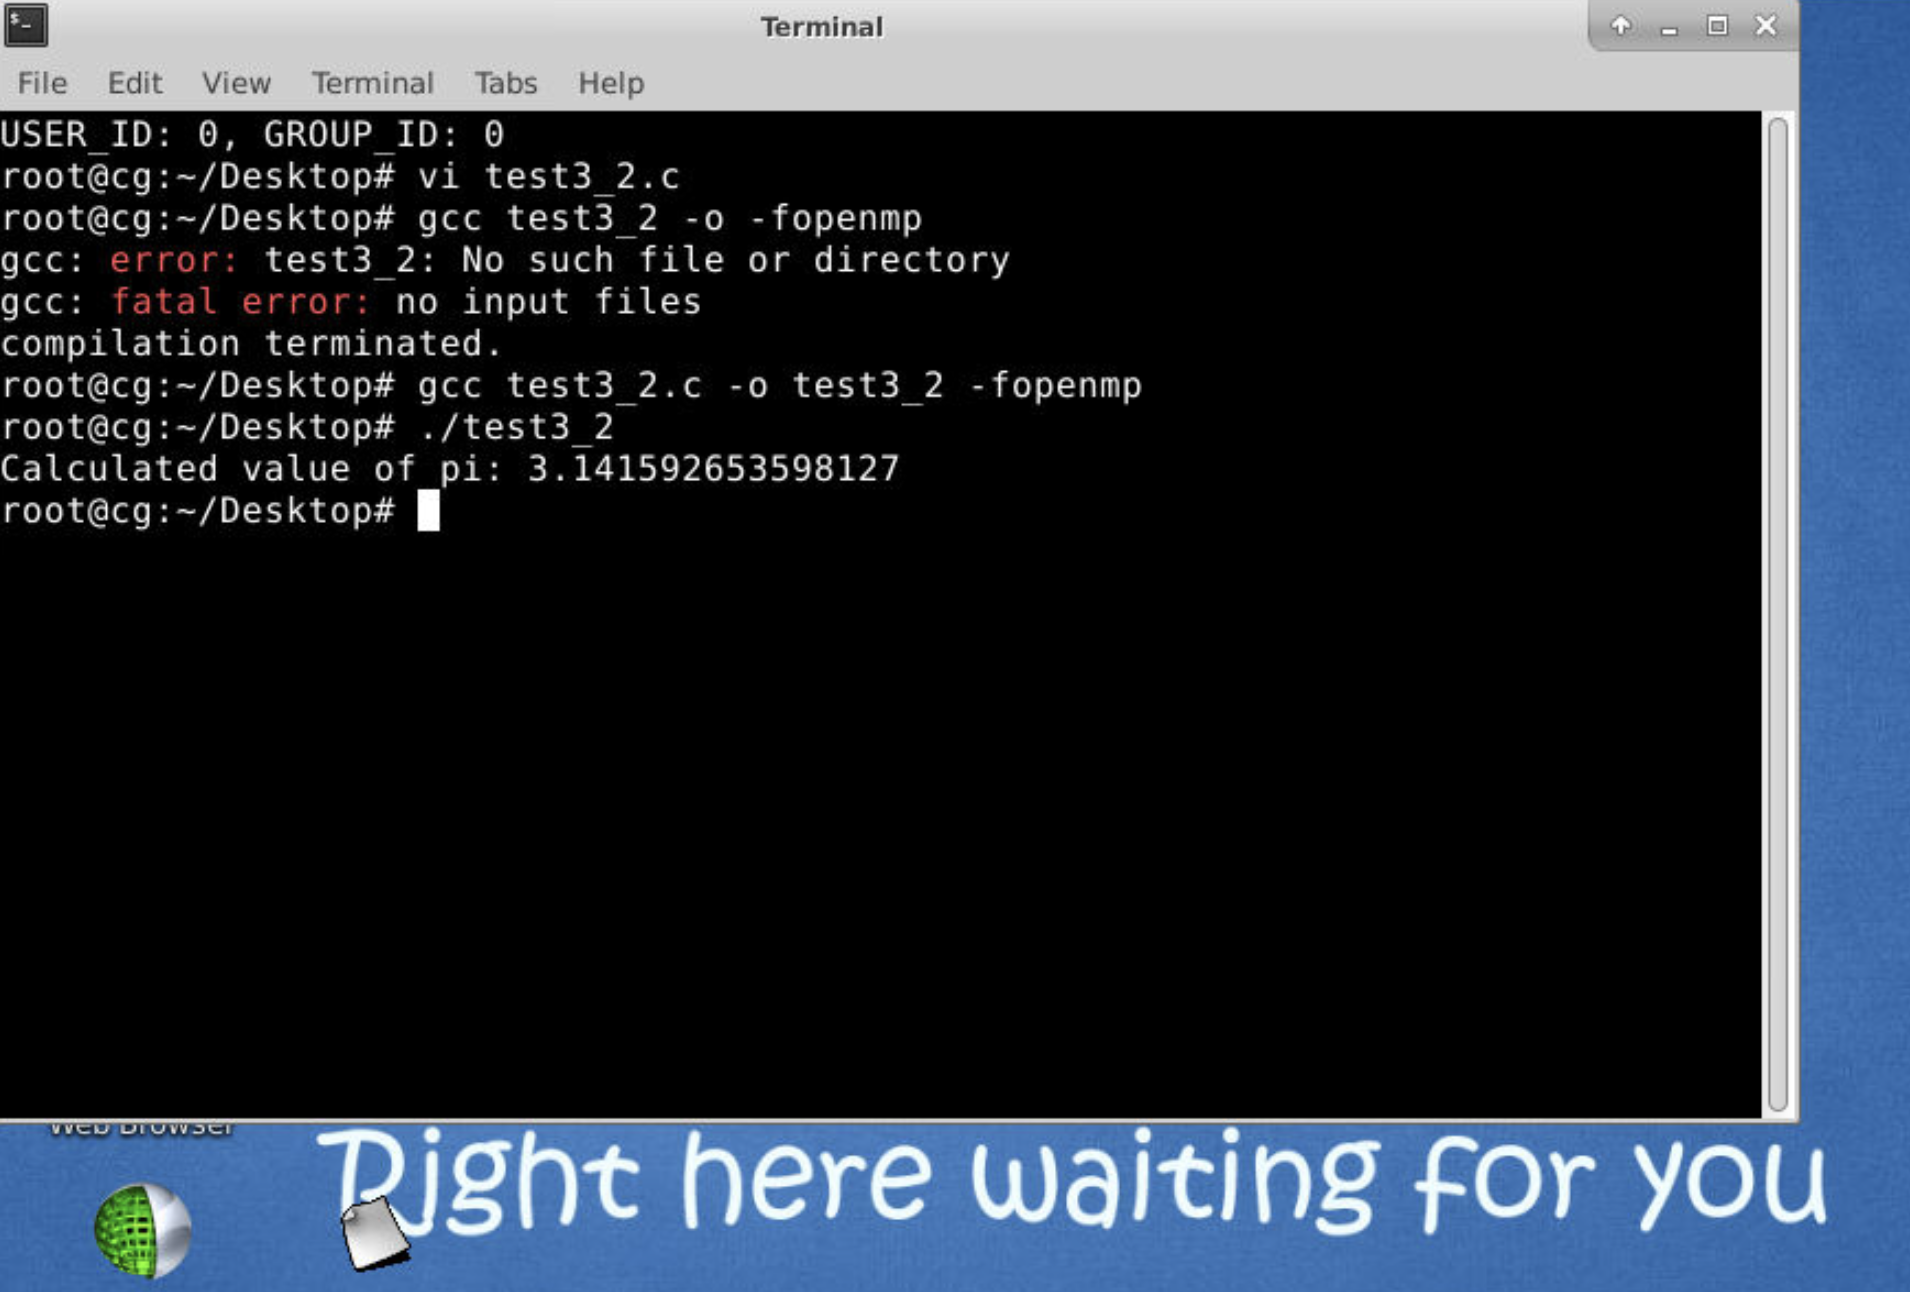 Terminal
File Edit View Terminal Tabs Help
USER_ID: 0, GROUP_ID: 0
root@cg:~/Desktop# vi test3_2.c
root@cg:~/Desktop# gcc test3_2 -o -fopenmp
gcc: error: test3_2: No such file or directory
gcc: fatal error: no input files
compilation terminated.
root@cg:~/Desktop# gcc test3_2.c -o test3_2 -fopenmp
root@cg:~/Desktop# ./test3_2
Calculated value of pi: 3.141592653598127
root@cg:~/Desktop#
Web Browser
Right here waiting for you